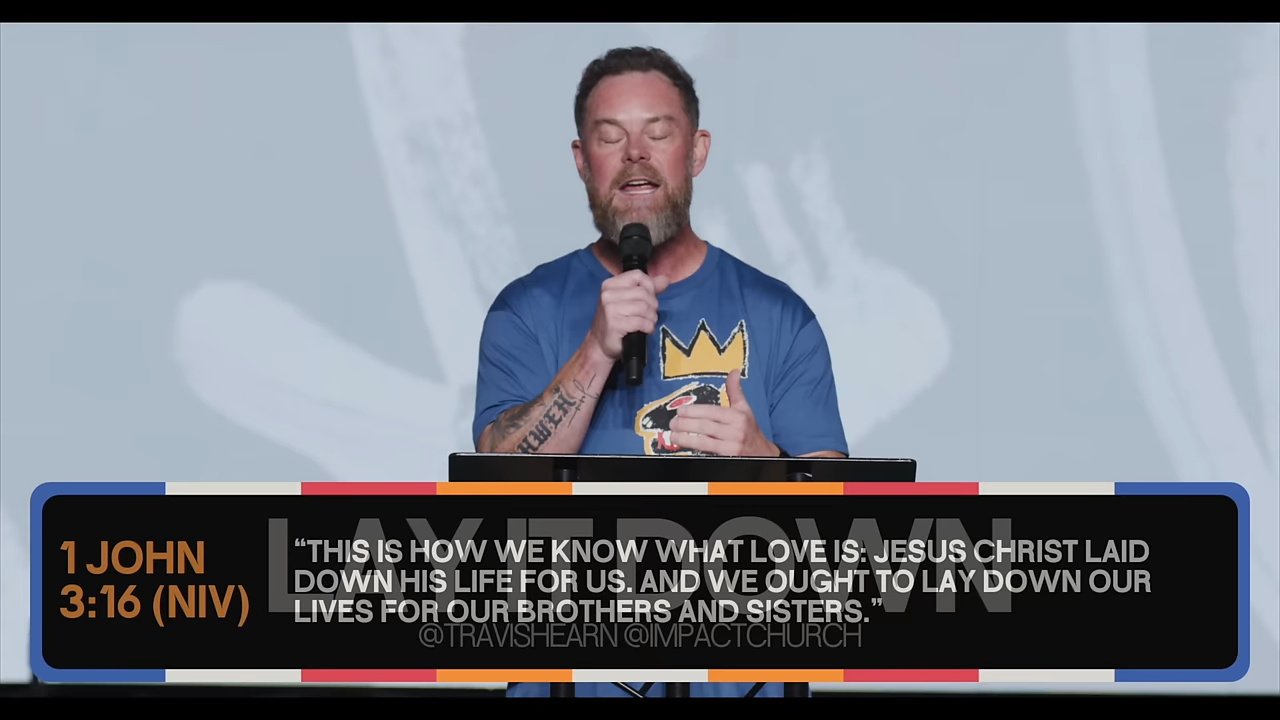 1 JOHN
3:16 (NIV)
“THIS IS HOW WE KNOW WHAT LOVE IS: JESUS CHRIST LAID
DOWN HIS LIFE FOR US. AND WE OUGHT TO LAY DOWN OUR
LIVES FOR OUR BROTHERS AND SISTERS.”
LAY IT DOWN
@TRAVISHEARN @IMPACTCHURCH